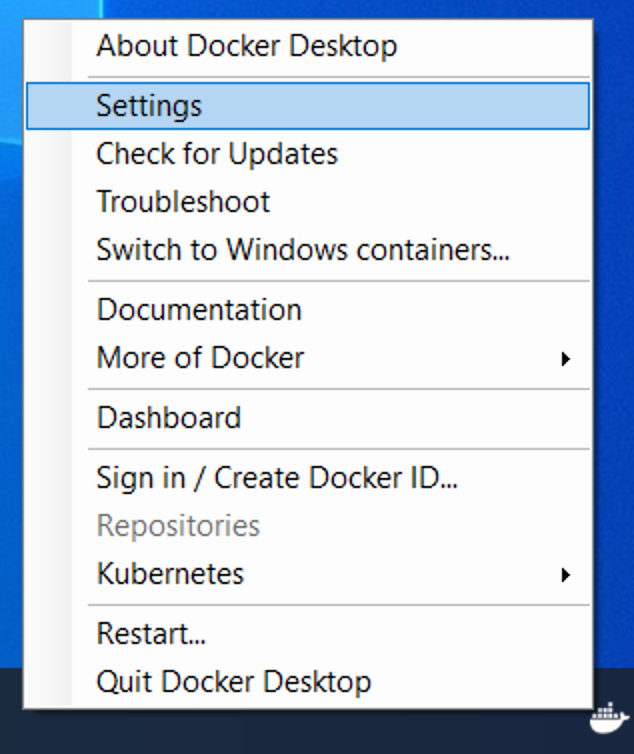 About Docker Desktop
Settings
Check for Updates
Troubleshoot
Switch to Windows containers...
Documentation
More of Docker
Dashboard
Sign in / Create Docker ID...
Repositories
Kubernetes
Restart...
Quit Docker Desktop